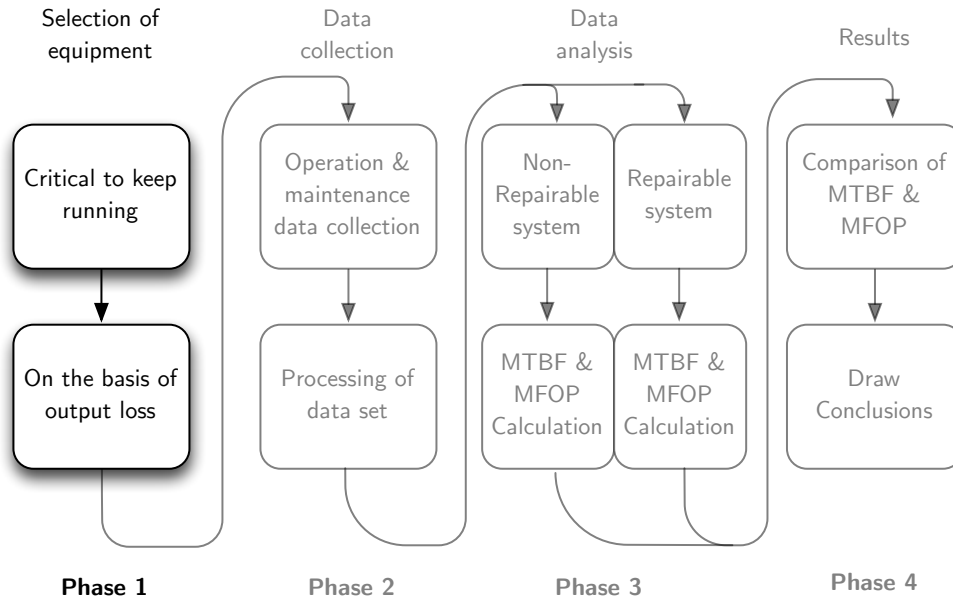 Selection of
equipment
Critical to keep
running
On the basis of
output loss
Phase 1
Data
collection
Operation &
maintenance
data collection
Processing of
data set
Phase 2
Data
analysis
Non-
Repairable
system
MTBF &
MFOP
Calculation
Repairable
system
MTBF &
MFOP
Calculation
Phase 3
Results
Comparison of
MTBF &
MFOP
Draw
Conclusions
Phase 4